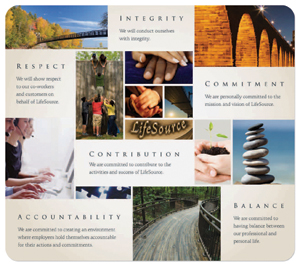 INTEGRITY
We will conduct ourselves
with integrity.
RESPECT
We will show respect
to our co-workers
and customers on
behalf of LifeSource.
COMMITMENT
We are personally committed to the
mission and vision of LifeSource.
LifeSource
CONTRIBUTION
We are committed to contribute to the
activities and success of LifeSource.
ACCOUNTABILITY
We are committed to creating an environment
where employees hold themselves accountable
for their actions and commitments.
BALANCE
We are committed to
having balance between
our professional and
personal life.